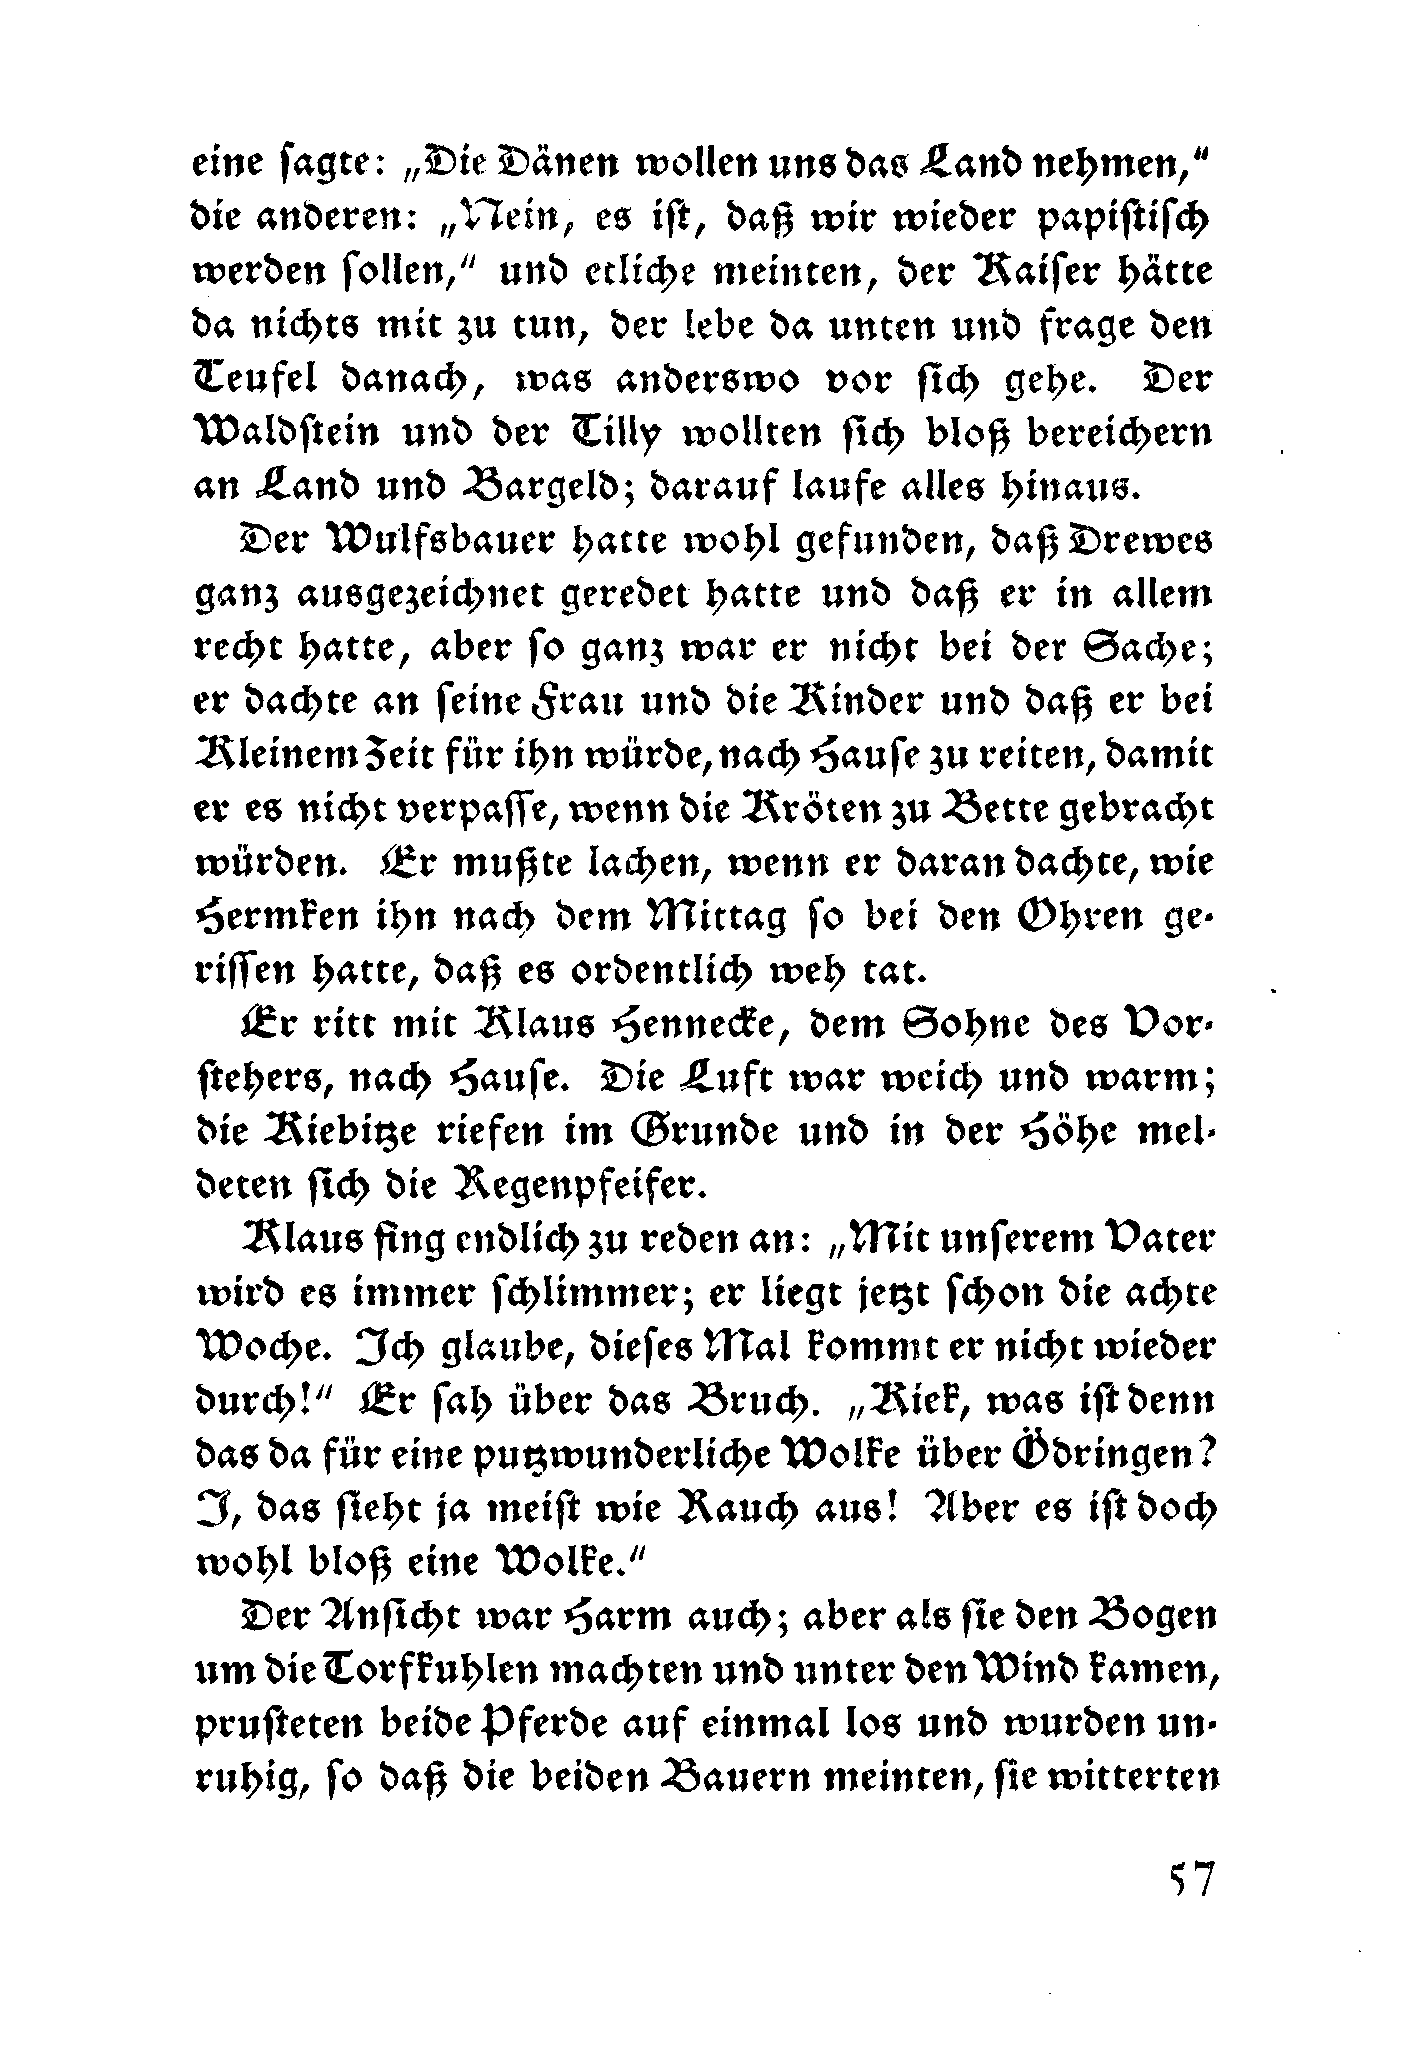 eine sagte: „Die Dänen wollen uns das Land nehmen,“
die anderen: „Nein, es ist, daß wir wieder papistisch
werden sollen,“ und etliche meinten, der Kaiser hätte
da nichts mit zu tun, der lebe da unten und frage den
Teufel danach, was anderswo vor sich gehe. Der
Waldstein und der Tilly wollten sich bloß bereichern
an Land und Bargeld; darauf laufe alles hinaus.
Der Wulfsbauer hatte wohl gefunden, daß Drewes
ganz ausgezeichnet geredet hatte und daß er in allem
recht hatte, aber so ganz war er nicht bei der Sache;
er dachte an seine Frau und die Kinder und daß er bei
Kleinem Zeit für ihn würde, nach Hause zu reiten, damit
er es nicht verpasse, wenn die Kröten zu Bette gebracht
würden. Er mußte lachen, wenn er daran dachte, wie
Hermken ihn nach dem Mittag so bei den Ohren ge-
rissen hatte, daß es ordentlich weh tat.
Er ritt mit Klaus Hennecke, dem Sohne des Vor-
stehers, nach Hause. Die Luft war weich und warm;
die Kiebitze riefen im Grunde und in der Höhe mel-
deten sich die Regenpfeifer.
Klaus fing endlich zu reden an: „Mit unserem Vater
wird es immer schlimmer; er liegt jetzt schon die achte
Woche. Ich glaube, dieses Mal kommt er nicht wieder
durch!“ Er sah über das Bruch. „Kiek, was ist denn
das da für eine putzwunderliche Wolke über Ödringen?
I, das sieht ja meist wie Rauch aus! Aber es ist doch
wohl bloß eine Wolke.“
Der Ansicht war Harm auch; aber als sie den Bogen
um die Torfkuhlen machten und unter den Wind kamen,
prusteten beide Pferde auf einmal los und wurden un-
ruhig, so daß die beiden Bauern meinten, sie witterten
57